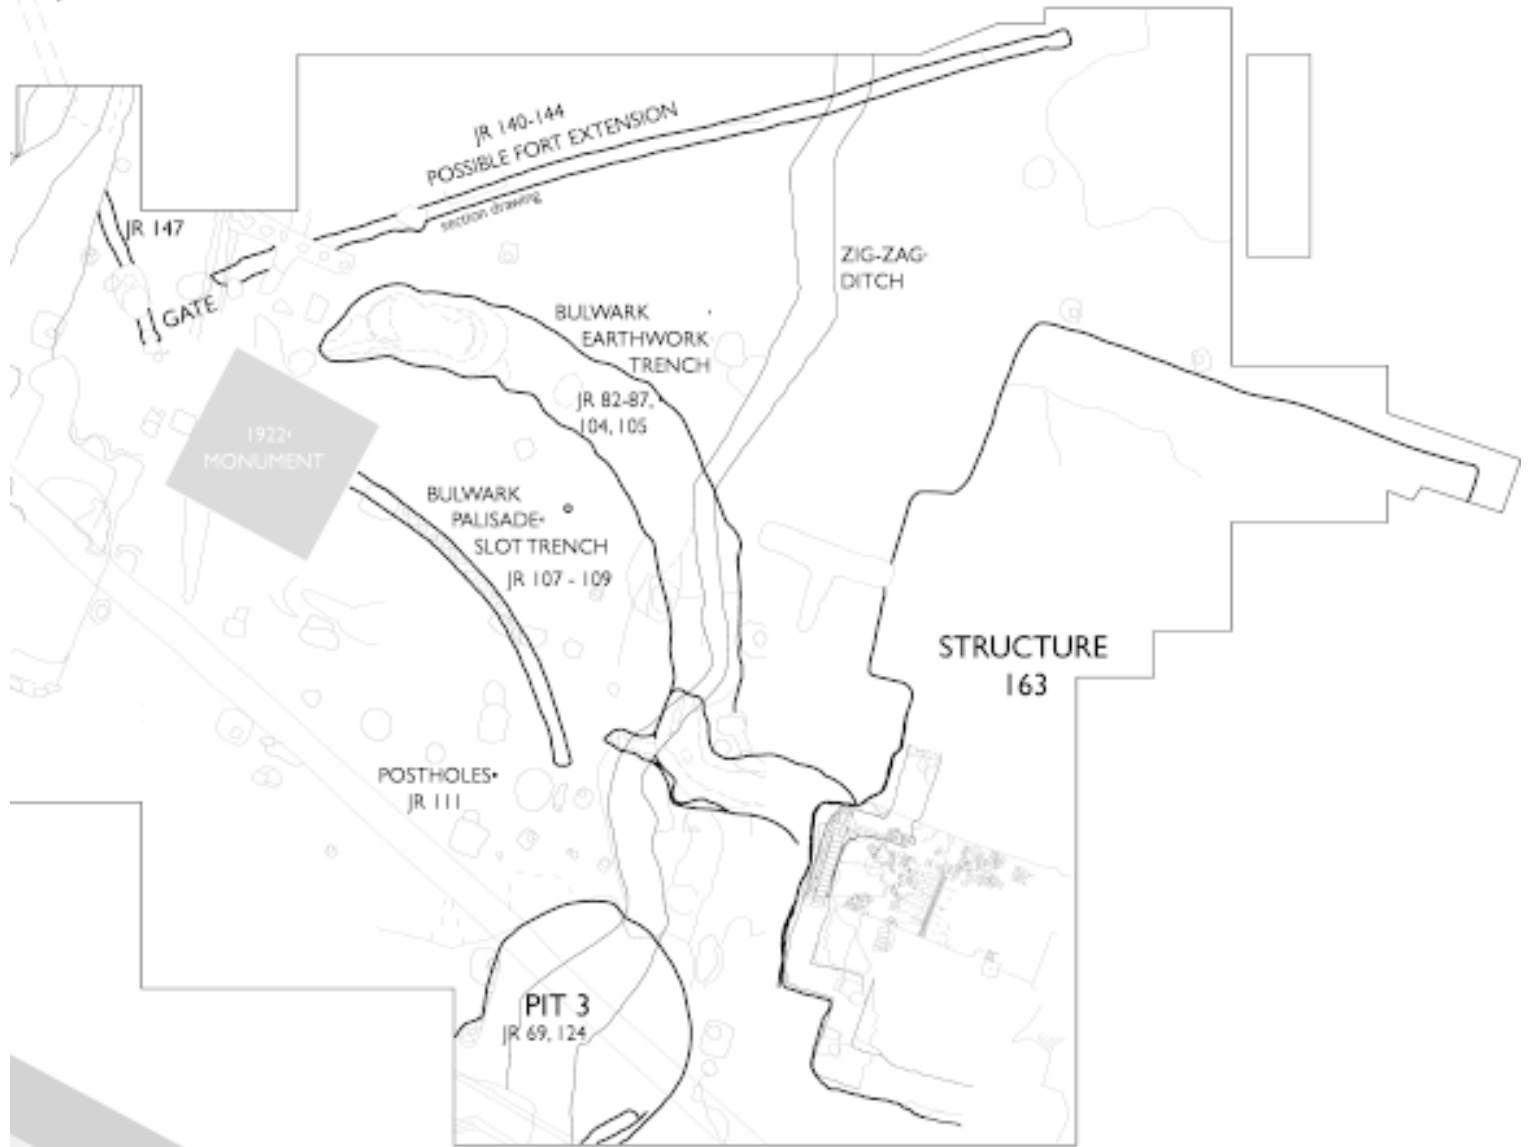 JR 140-144
POSSIBLE FORT EXTENSION
section drawing
JR 147
GATE
ZIG-ZAG
DITCH
BULWARK
EARTHWORK
TRENCH
JR 82-87,
104, 105
1922
MONUMENT
BULWARK
PALISADE
SLOT TRENCH
JR 107 - 109
STRUCTURE
163
POSTHOLES
JR 111
PIT 3
JR 69, 124